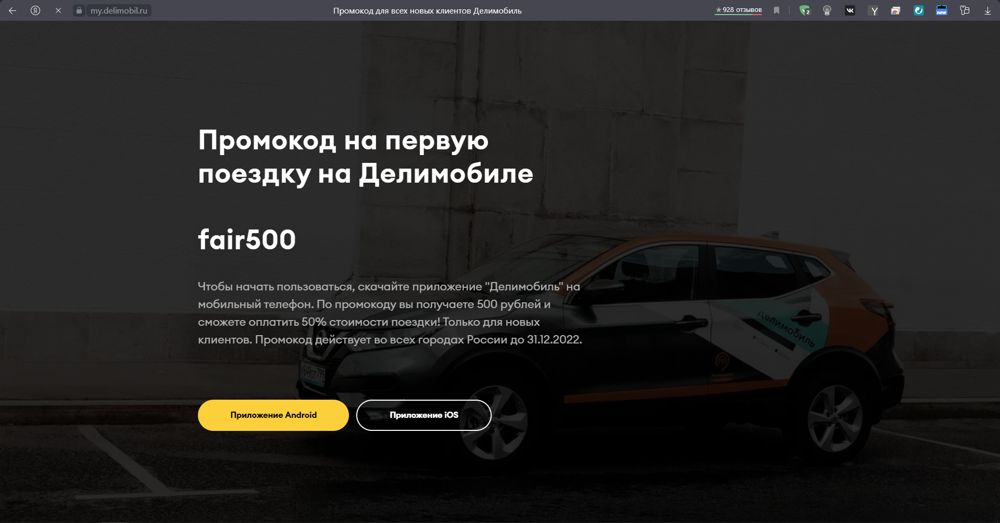 my.delimobil.ru
Промокод для всех новых клиентов Делимобиль
928 отзывов
2
Y
new
Промокод на первую
поездку на Делимобиле
fair500
Чтобы начать пользоваться, скачайте приложение "Делимобиль" на
мобильный телефон. По промокоду вы получаете 500 рублей и
сможете оплатить 50% стоимости поездки! Только для новых
клиентов. Промокод действует во всех городах России до 31.12.2022.
делимобиль
Приложение Android
Приложение iOS